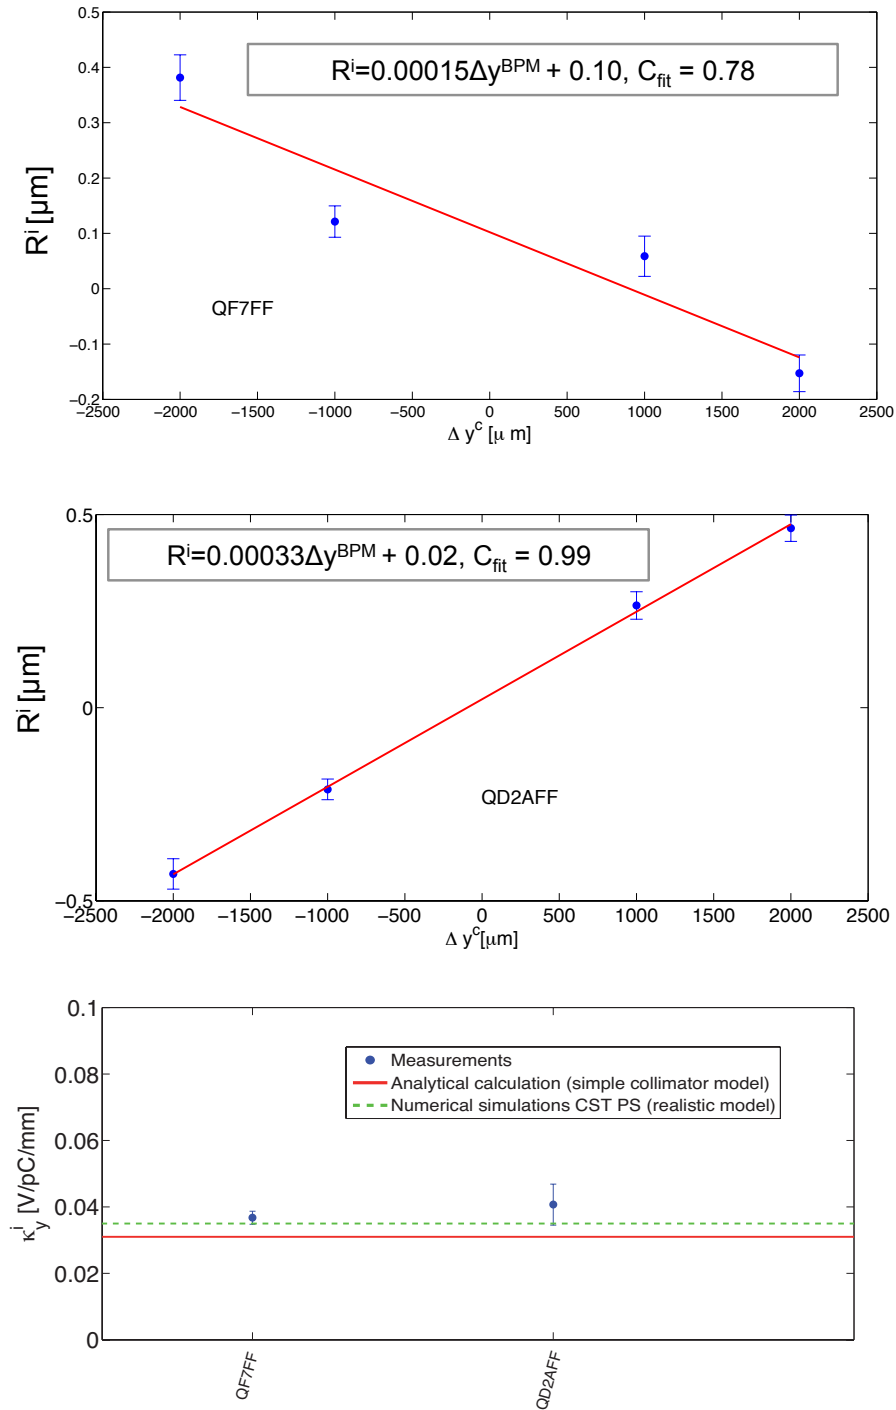 0.5
0.4
0.3
0.2
0.1
0
−0.1
−0.2
R^i [μm]
R^i=0.00015Δy^BPM + 0.10, C_fit = 0.78
QF7FF
−2500 −2000 −1500 −1000 −500 0 500 1000 1500 2000 2500
Δ y^c [μ m]
0.5
0
−0.5
R^i [μm]
R^i=0.00033Δy^BPM + 0.02, C_fit = 0.99
QD2AFF
−2500 −2000 −1500 −1000 −500 0 500 1000 1500 2000 2500
Δ y^c[μm]
0.1
0.08
0.06
0.04
0.02
0
κ_y^i [V/pC/mm]
Measurements
Analytical calculation (simple collimator model)
Numerical simulations CST PS (realistic model)
QF7FF
QD2AFF